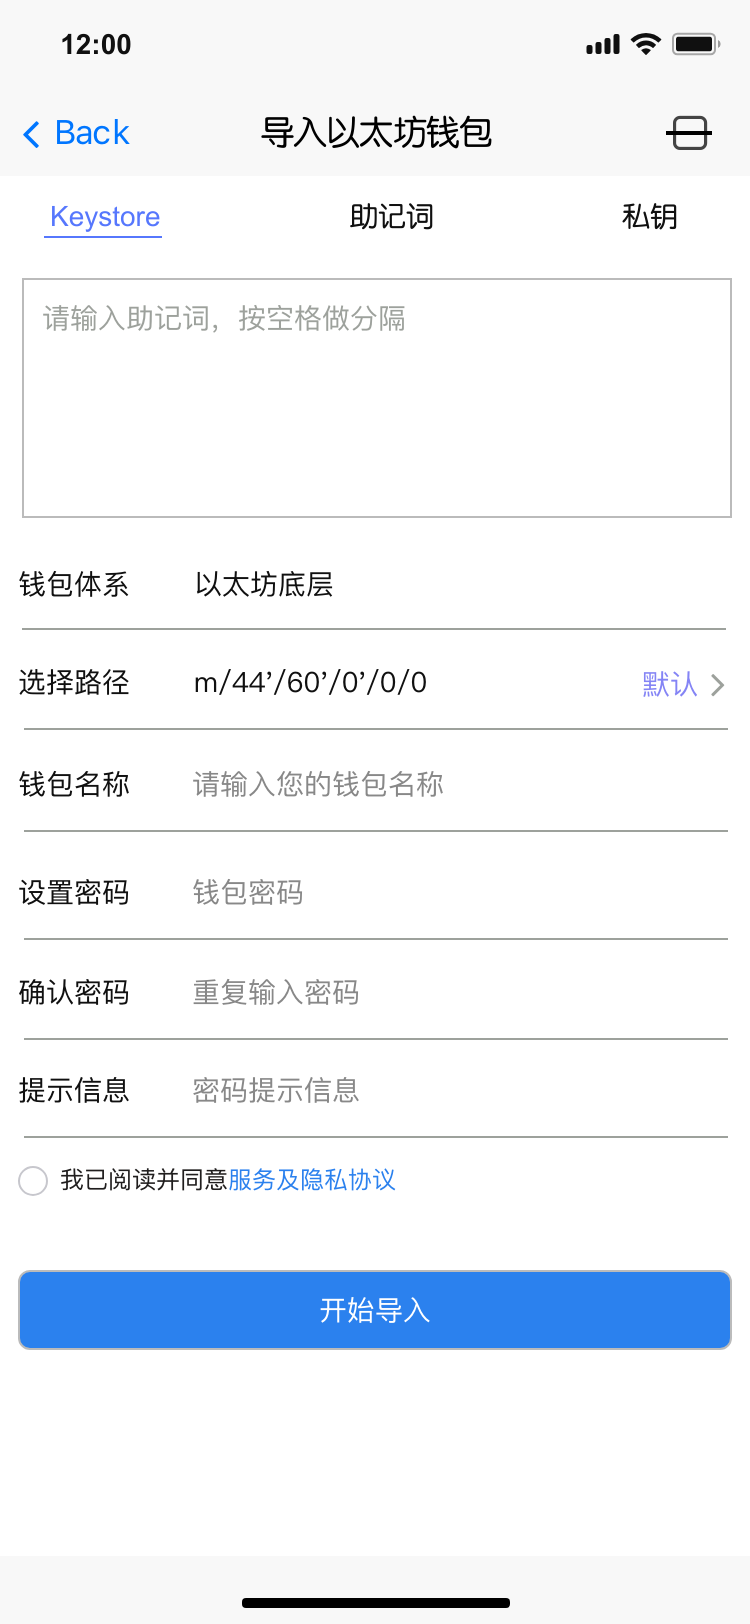 12:00
Back 导入以太坊钱包
Keystore 助记词 私钥
请输入助记词，按空格做分隔
钱包体系 以太坊底层
选择路径 m/44’/60’/0’/0/0 默认
钱包名称 请输入您的钱包名称
设置密码 钱包密码
确认密码 重复输入密码
提示信息 密码提示信息
我已阅读并同意服务及隐私协议
开始导入